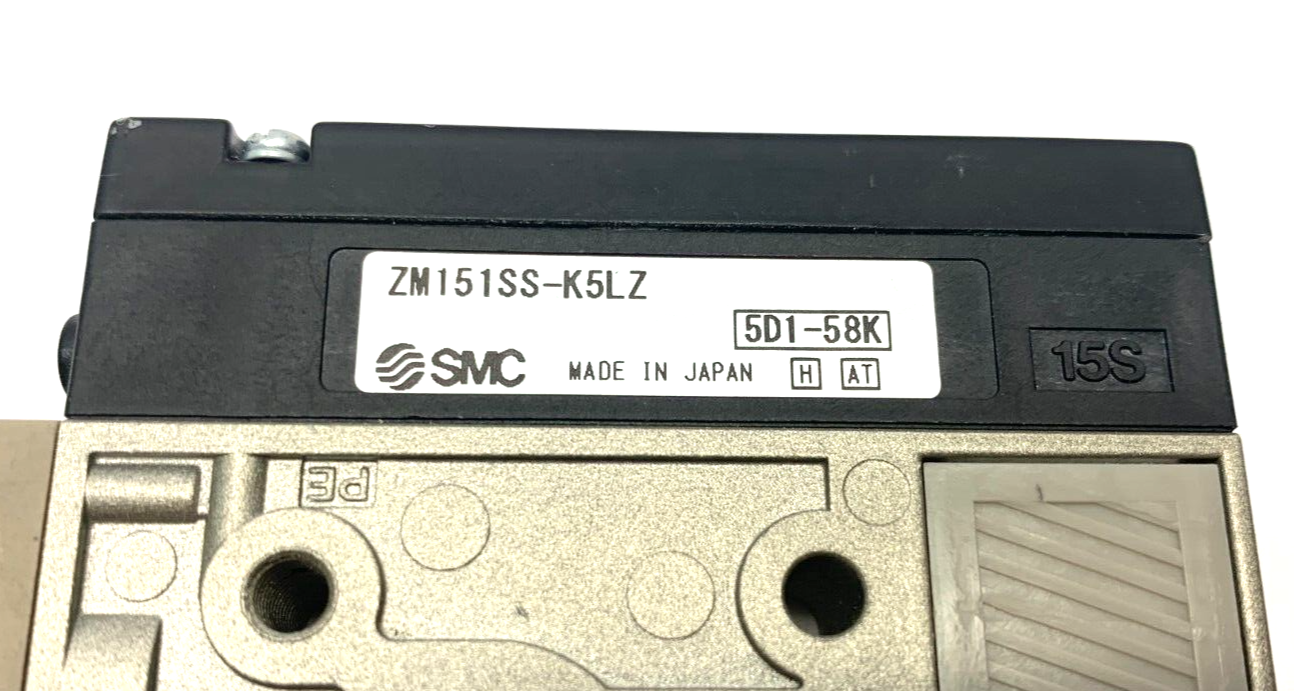 ZM151SS-K5LZ
5D1-58K
SMC MADE IN JAPAN H AT
15S
PE